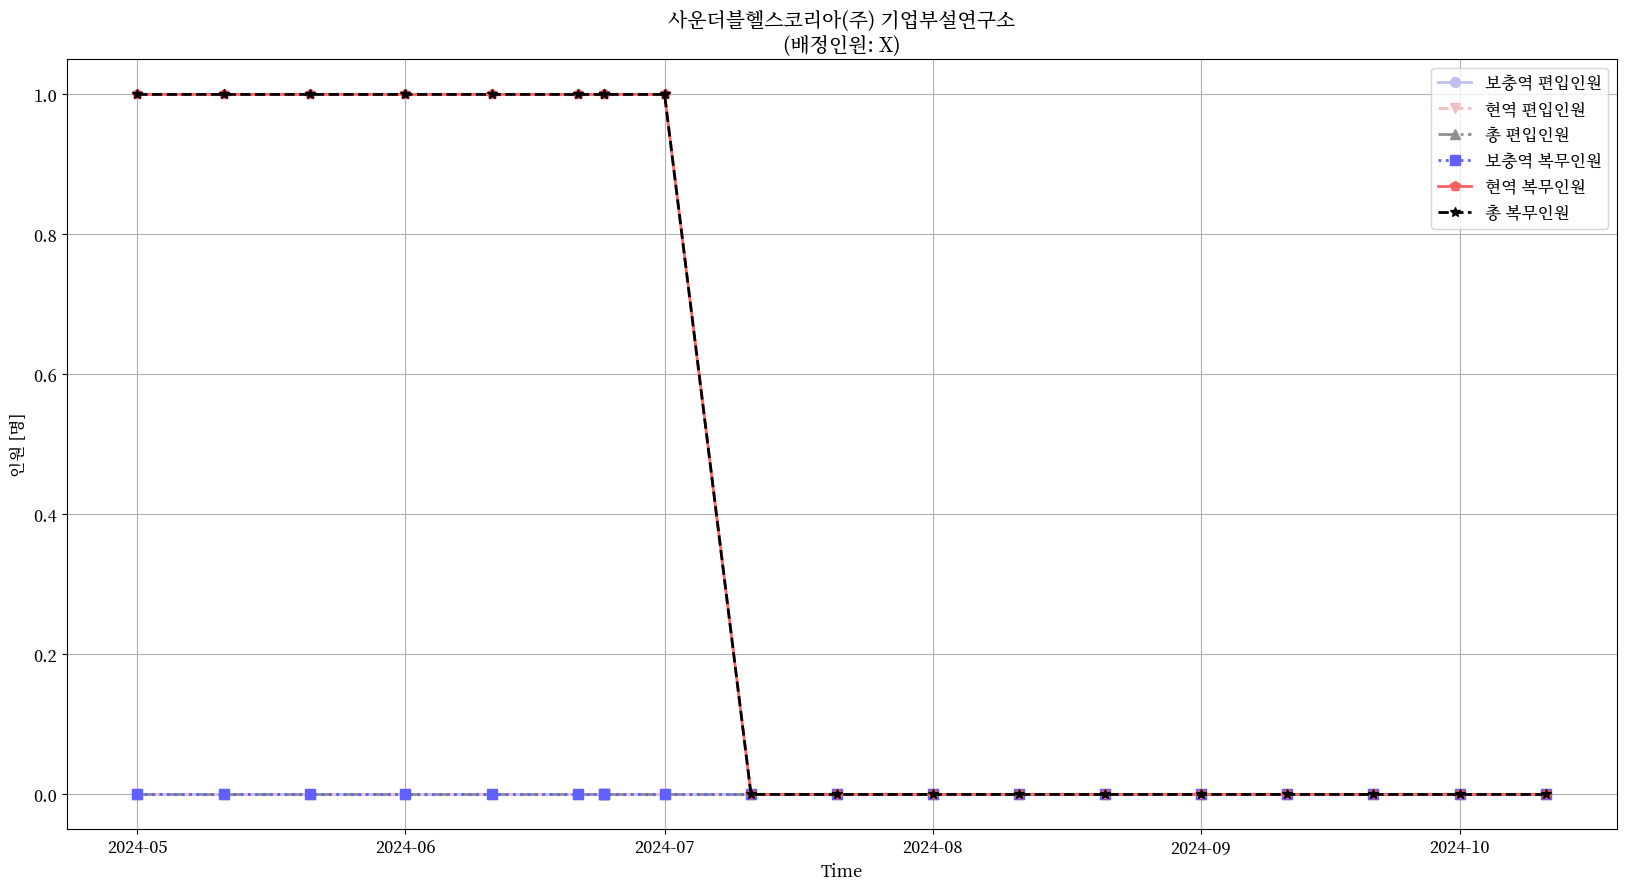 사운더블헬스코리아(주) 기업부설연구소
(배정인원: X)
보충역 편입인원
현역 편입인원
총 편입인원
보충역 복무인원
현역 복무인원
총 복무인원
인원 [명]
1.0
0.8
0.6
0.4
0.2
0.0
2024-05
2024-06
2024-07
2024-08
2024-09
2024-10
Time